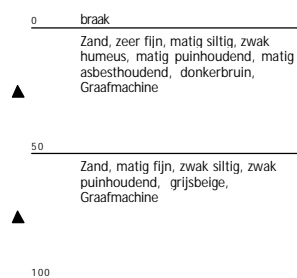 0 braak
Zand, zeer fijn, matig siltig, zwak
humeus, matig puinhoudend, matig
asbesthoudend, donkerbruin,
Graafmachine
50
Zand, matig fijn, zwak siltig, zwak
puinhoudend, grijsbeige,
Graafmachine
100